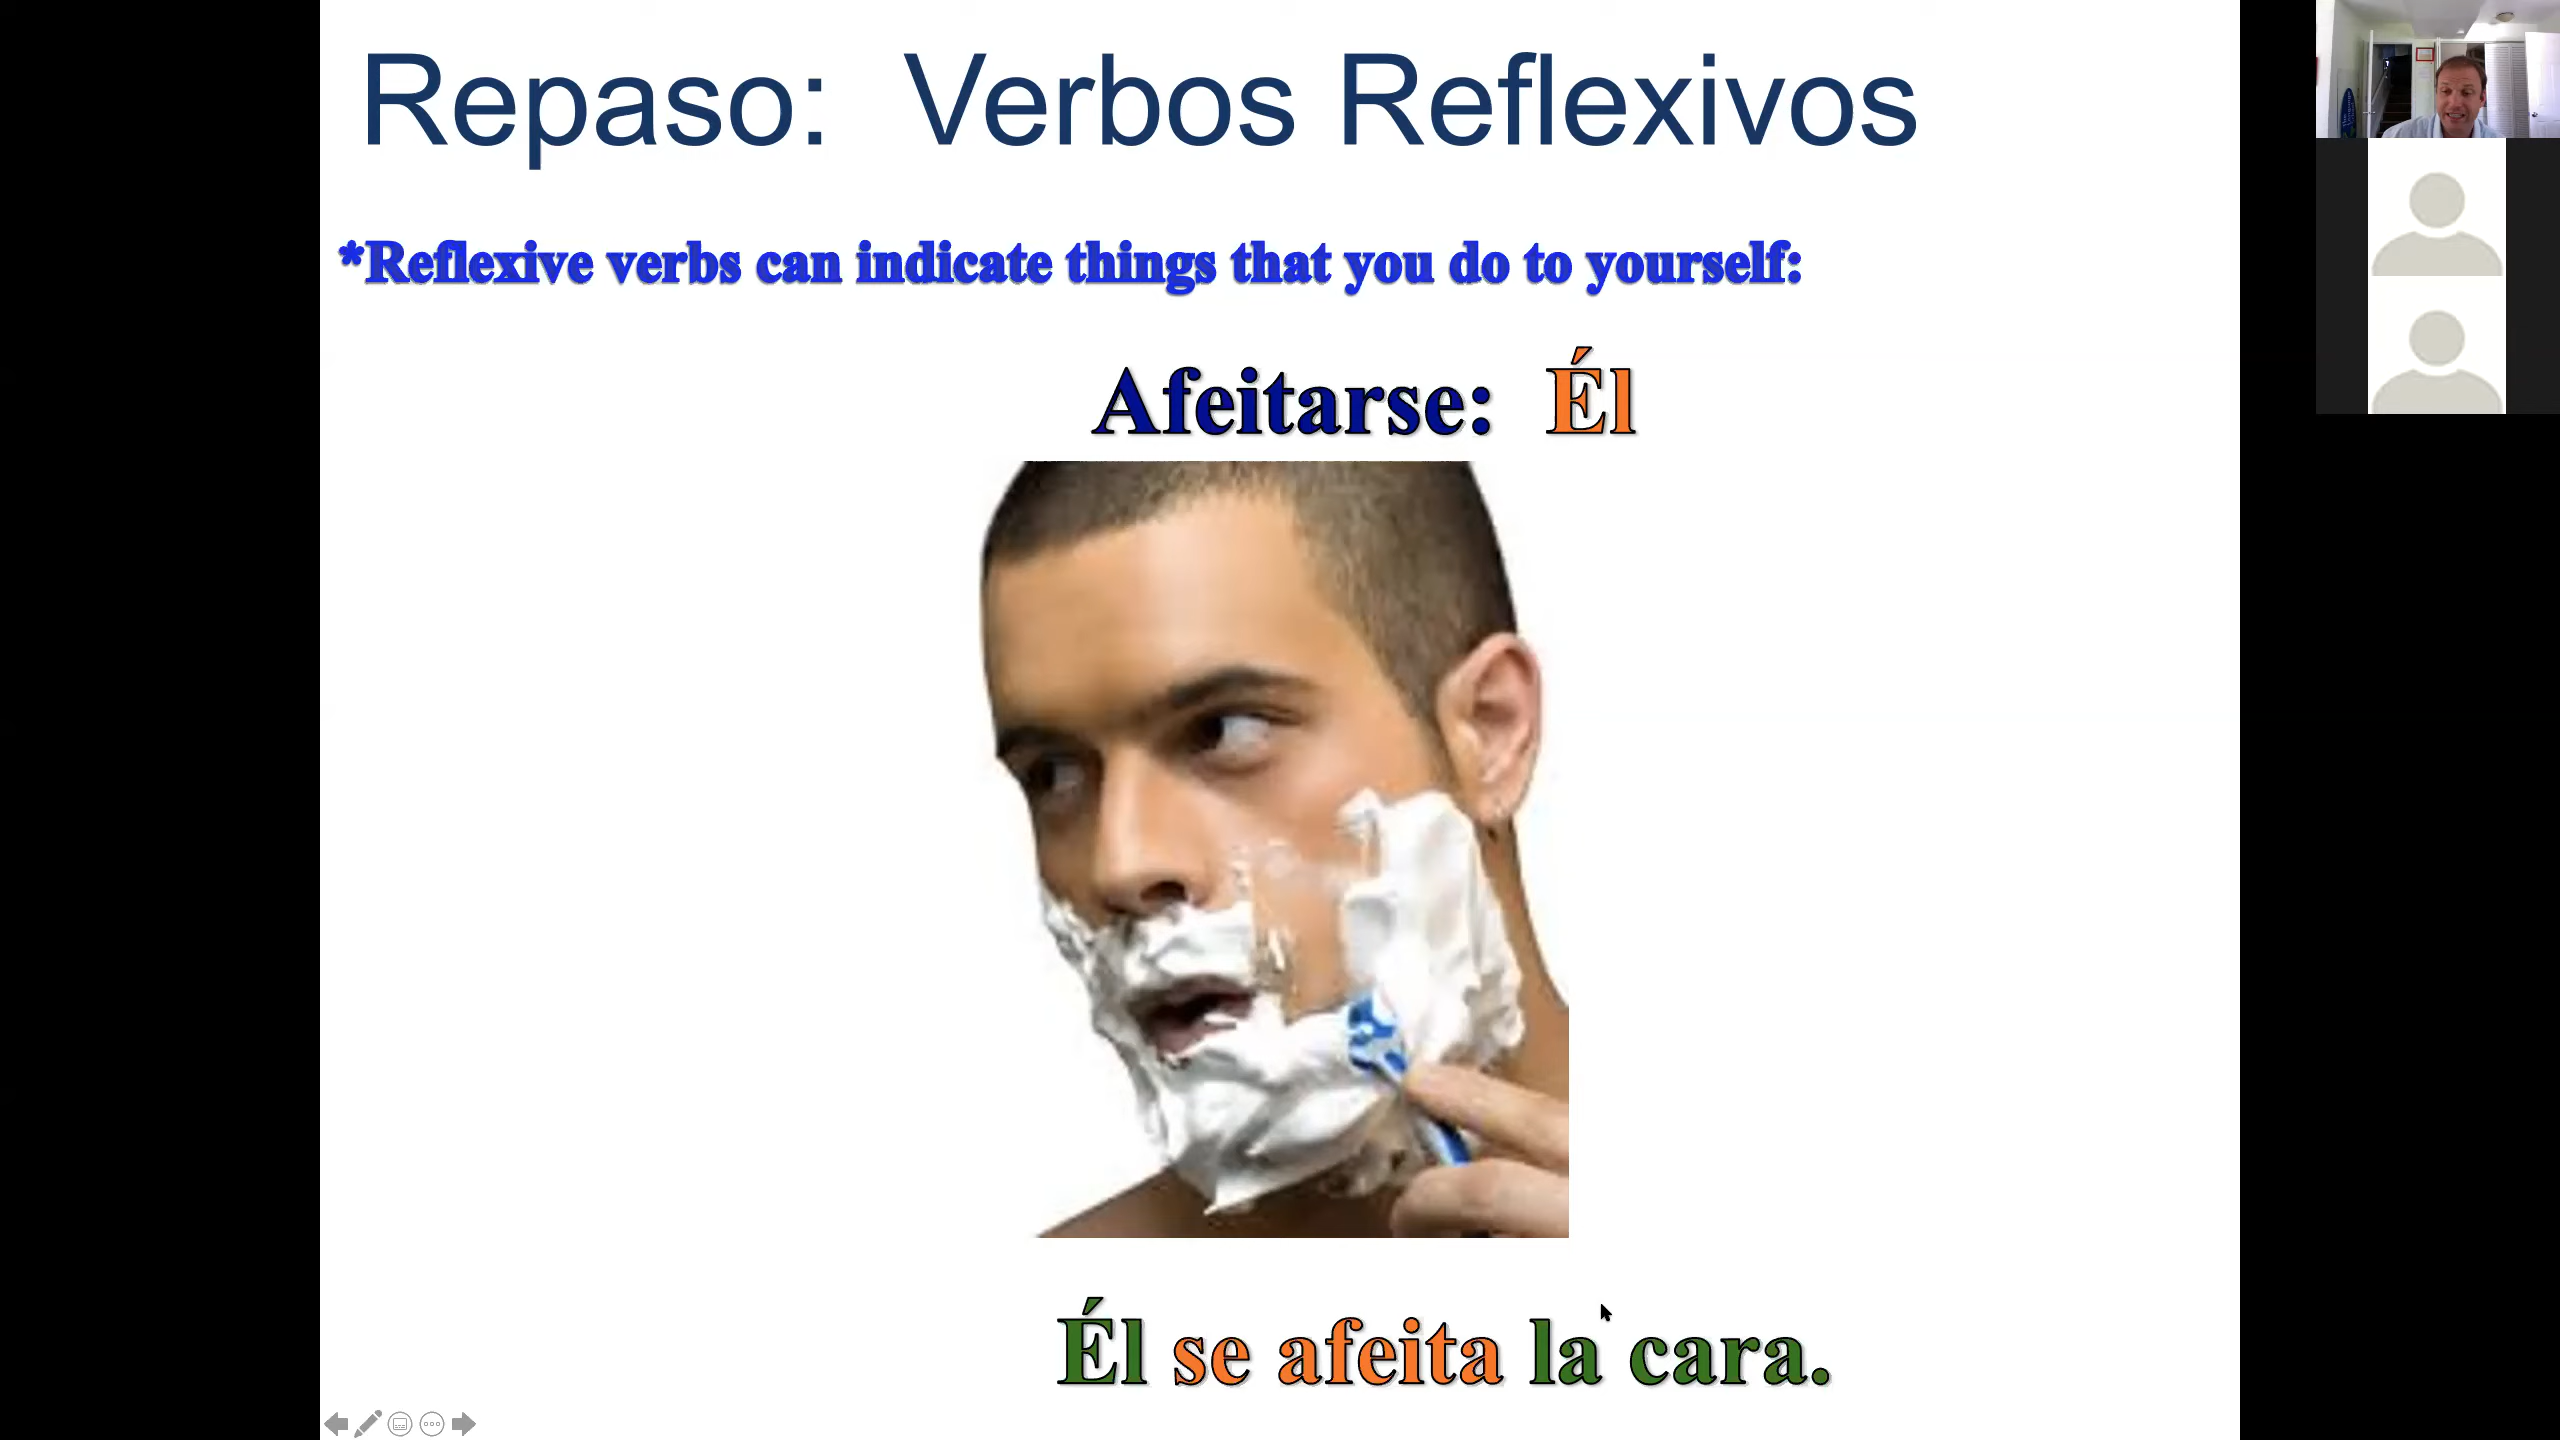 Repaso: Verbos Reflexivos
*Reflexive verbs can indicate things that you do to yourself:
Afeitarse: Él
Él se afeita la cara.